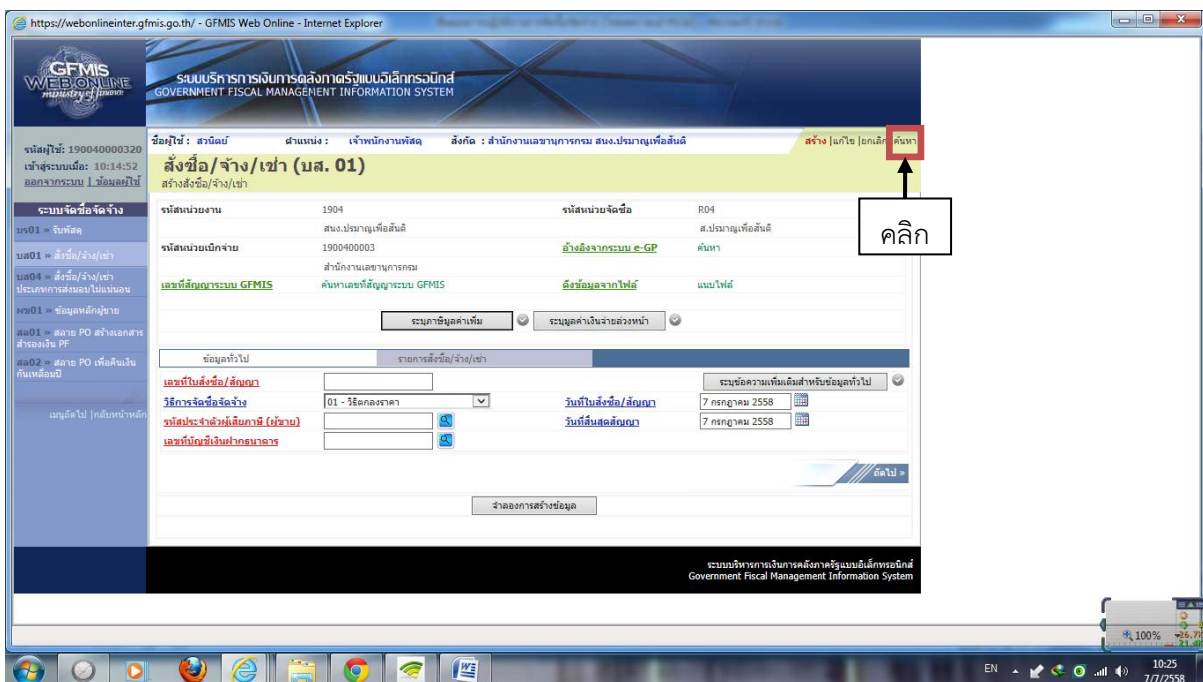 https://webonlineinter.gfmis.go.th/ - GFMIS Web Online - Internet Explorer
GFMIS
WEB ONLINE
ministry of finance
ระบบบริหารการเงินการคลังภาครัฐแบบอิเล็กทรอนิกส์
GOVERNMENT FISCAL MANAGEMENT INFORMATION SYSTEM
รหัสผู้ใช้: 190040000320
เข้าสู่ระบบเมื่อ: 10:14:52
ออกจากระบบ | ข้อมูลผู้ใช้
ชื่อผู้ใช้ : สวนิตย์ ตำแหน่ง : เจ้าพนักงานพัสดุ สังกัด : สำนักงานเลขานุการกรม สนง.ปรมาณูเพื่อสันติ
สร้าง |แก้ไข |ยกเลิก |ค้นหา
สั่งซื้อ/จ้าง/เช่า (บส. 01)
สร้างสั่งซื้อ/จ้าง/เช่า
คลิก
ระบบจัดซื้อจัดจ้าง
บร01 » รับพัสดุ
บส01 » สั่งซื้อ/จ้าง/เช่า
บส04 » สั่งซื้อ/จ้าง/เช่า
ประเภทการส่งมอบไม่แน่นอน
ผข01 » ข้อมูลหลักผู้ขาย
สล01 » สลาย PO สร้างเอกสาร
สำรองเงิน PF
สล02 » สลาย PO เพื่อคืนเงิน
กันเหลื่อมปี
เมนูถัดไป |กลับหน้าหลัก
รหัสหน่วยงาน 1904 รหัสหน่วยจัดซื้อ R04
สนง.ปรมาณูเพื่อสันติ ส.ปรมาณูเพื่อสันติ
รหัสหน่วยเบิกจ่าย 1900400003 อ้างอิงจากระบบ e-GP ค้นหา
สำนักงานเลขานุการกรม
เลขที่สัญญาระบบ GFMIS ค้นหาเลขที่สัญญาระบบ GFMIS ดึงข้อมูลจากไฟล์ แนบไฟล์
ระบุภาษีมูลค่าเพิ่ม ระบุมูลค่าเงินจ่ายล่วงหน้า
ข้อมูลทั่วไป รายการสั่งซื้อ/จ้าง/เช่า
เลขที่ใบสั่งซื้อ/สัญญา ระบุข้อความเพิ่มเติมสำหรับข้อมูลทั่วไป
วิธีการจัดซื้อจัดจ้าง 01 - วิธีตกลงราคา วันที่ใบสั่งซื้อ/สัญญา 7 กรกฎาคม 2558
รหัสประจำตัวผู้เสียภาษี (ผู้ขาย) วันที่สิ้นสุดสัญญา 7 กรกฎาคม 2558
เลขที่บัญชีเงินฝากธนาคาร
ถัดไป »
จำลองการสร้างข้อมูล
ระบบบริหารการเงินการคลังภาครัฐแบบอิเล็กทรอนิกส์
Government Fiscal Management Information System
100%
EN
10:25
7/7/2558